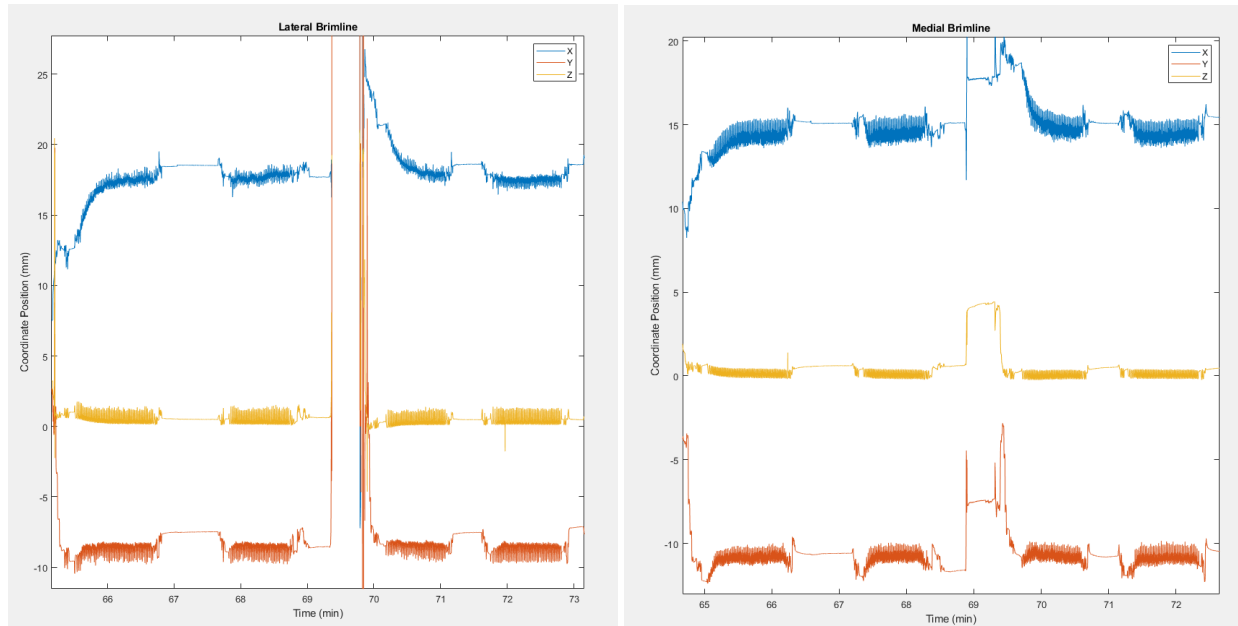 Lateral Brimline
X
Y
Z
25
20
15
10
5
0
-5
-10
Coordinate Position (mm)
66
67
68
69
70
71
72
73
Time (min)
Medial Brimline
X
Y
Z
20
15
10
5
0
-5
-10
Coordinate Position (mm)
65
66
67
68
69
70
71
72
Time (min)